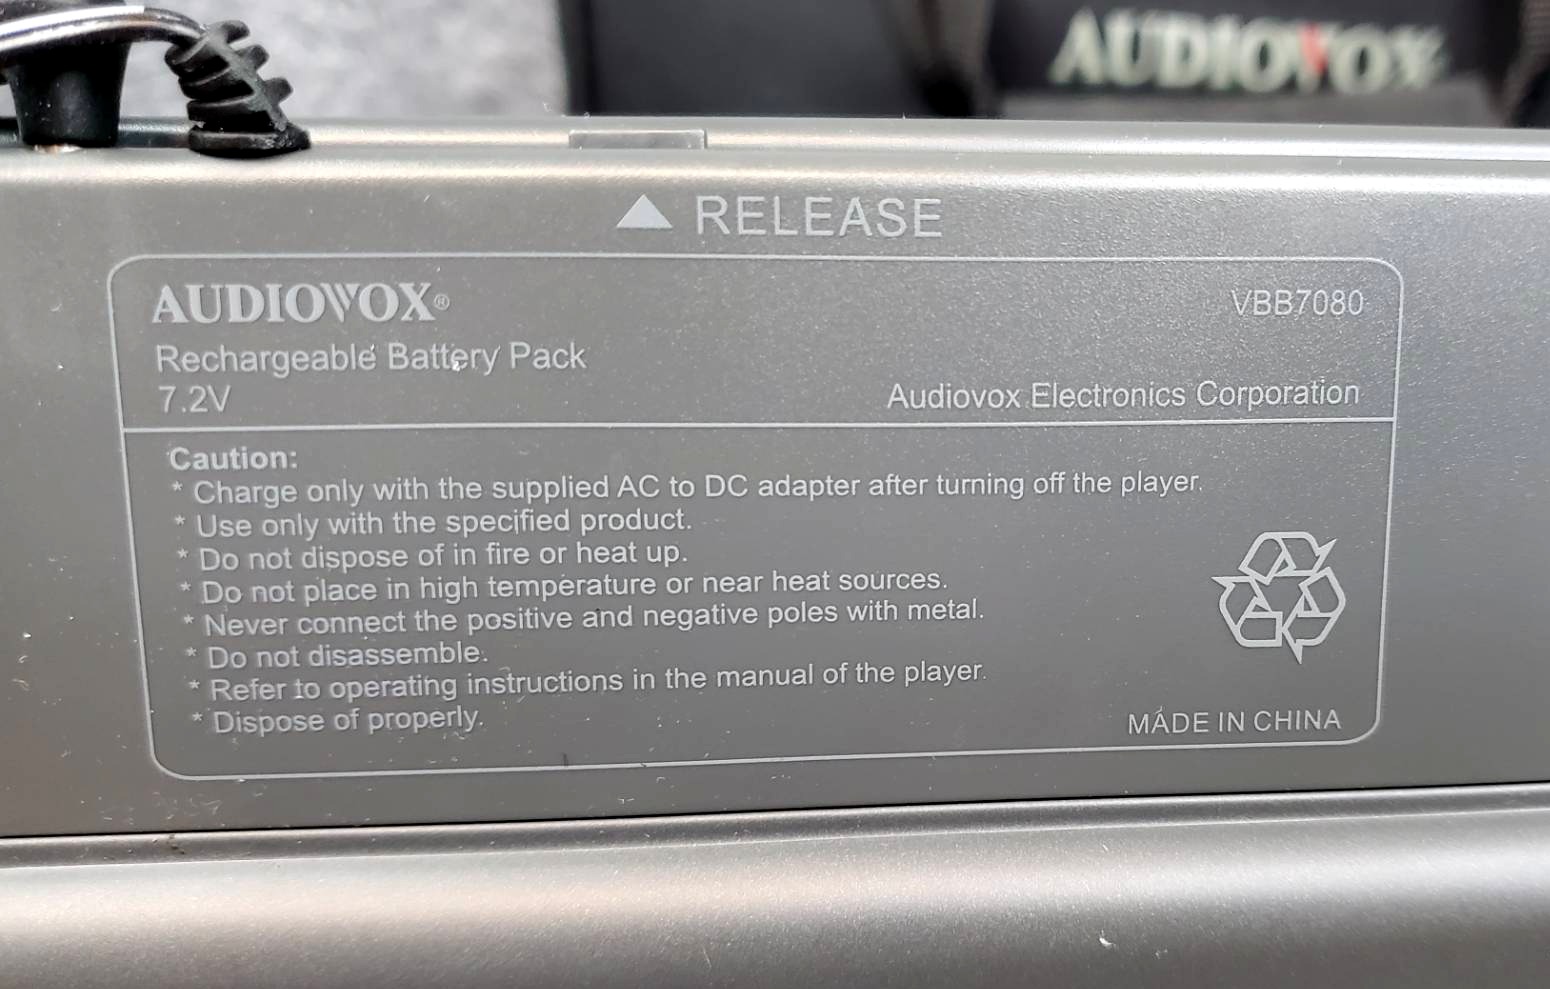 AUDIOVOX
▲ RELEASE
AUDIOVOX®
VBB7080
Rechargeable Battery Pack
7.2V
Audiovox Electronics Corporation
Caution:
* Charge only with the supplied AC to DC adapter after turning off the player.
* Use only with the specified product.
* Do not dispose of in fire or heat up.
* Do not place in high temperature or near heat sources.
* Never connect the positive and negative poles with metal.
* Do not disassemble.
* Refer to operating instructions in the manual of the player.
* Dispose of properly.
MADE IN CHINA